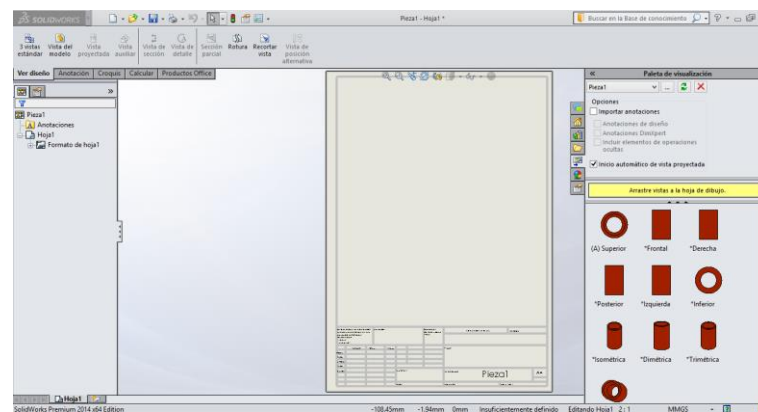 SOLIDWORKS
Pieza1 - Hoja1 *
Buscar en la Base de conocimiento
3 vistas estándar
Vista del modelo
Vista proyectada
Vista auxiliar
Vista de sección
Vista de detalle
Sección parcial
Rotura
Recortar vista
Vista de posición alternativa
Ver diseño
Anotación
Croquis
Calcular
Productos Office
Pieza1
Anotaciones
Hoja1
Formato de hoja1
Paleta de visualización
Pieza1
Opciones
Importar anotaciones
Anotaciones de diseño
Anotaciones DimXpert
Incluir elementos de operaciones
ocultas
Inicio automático de vista proyectada
Arrastre vistas a la hoja de dibujo.
(A) Superior
*Frontal
*Derecha
*Posterior
*Izquierda
*Inferior
*Isométrica
*Dimétrica
*Trimétrica
Pieza1
A4
Hoja1
SolidWorks Premium 2014 x64 Edition
-108.45mm
-1.94mm
0mm
Insuficientemente definido
Editando Hoja1
2 : 1
MMGS